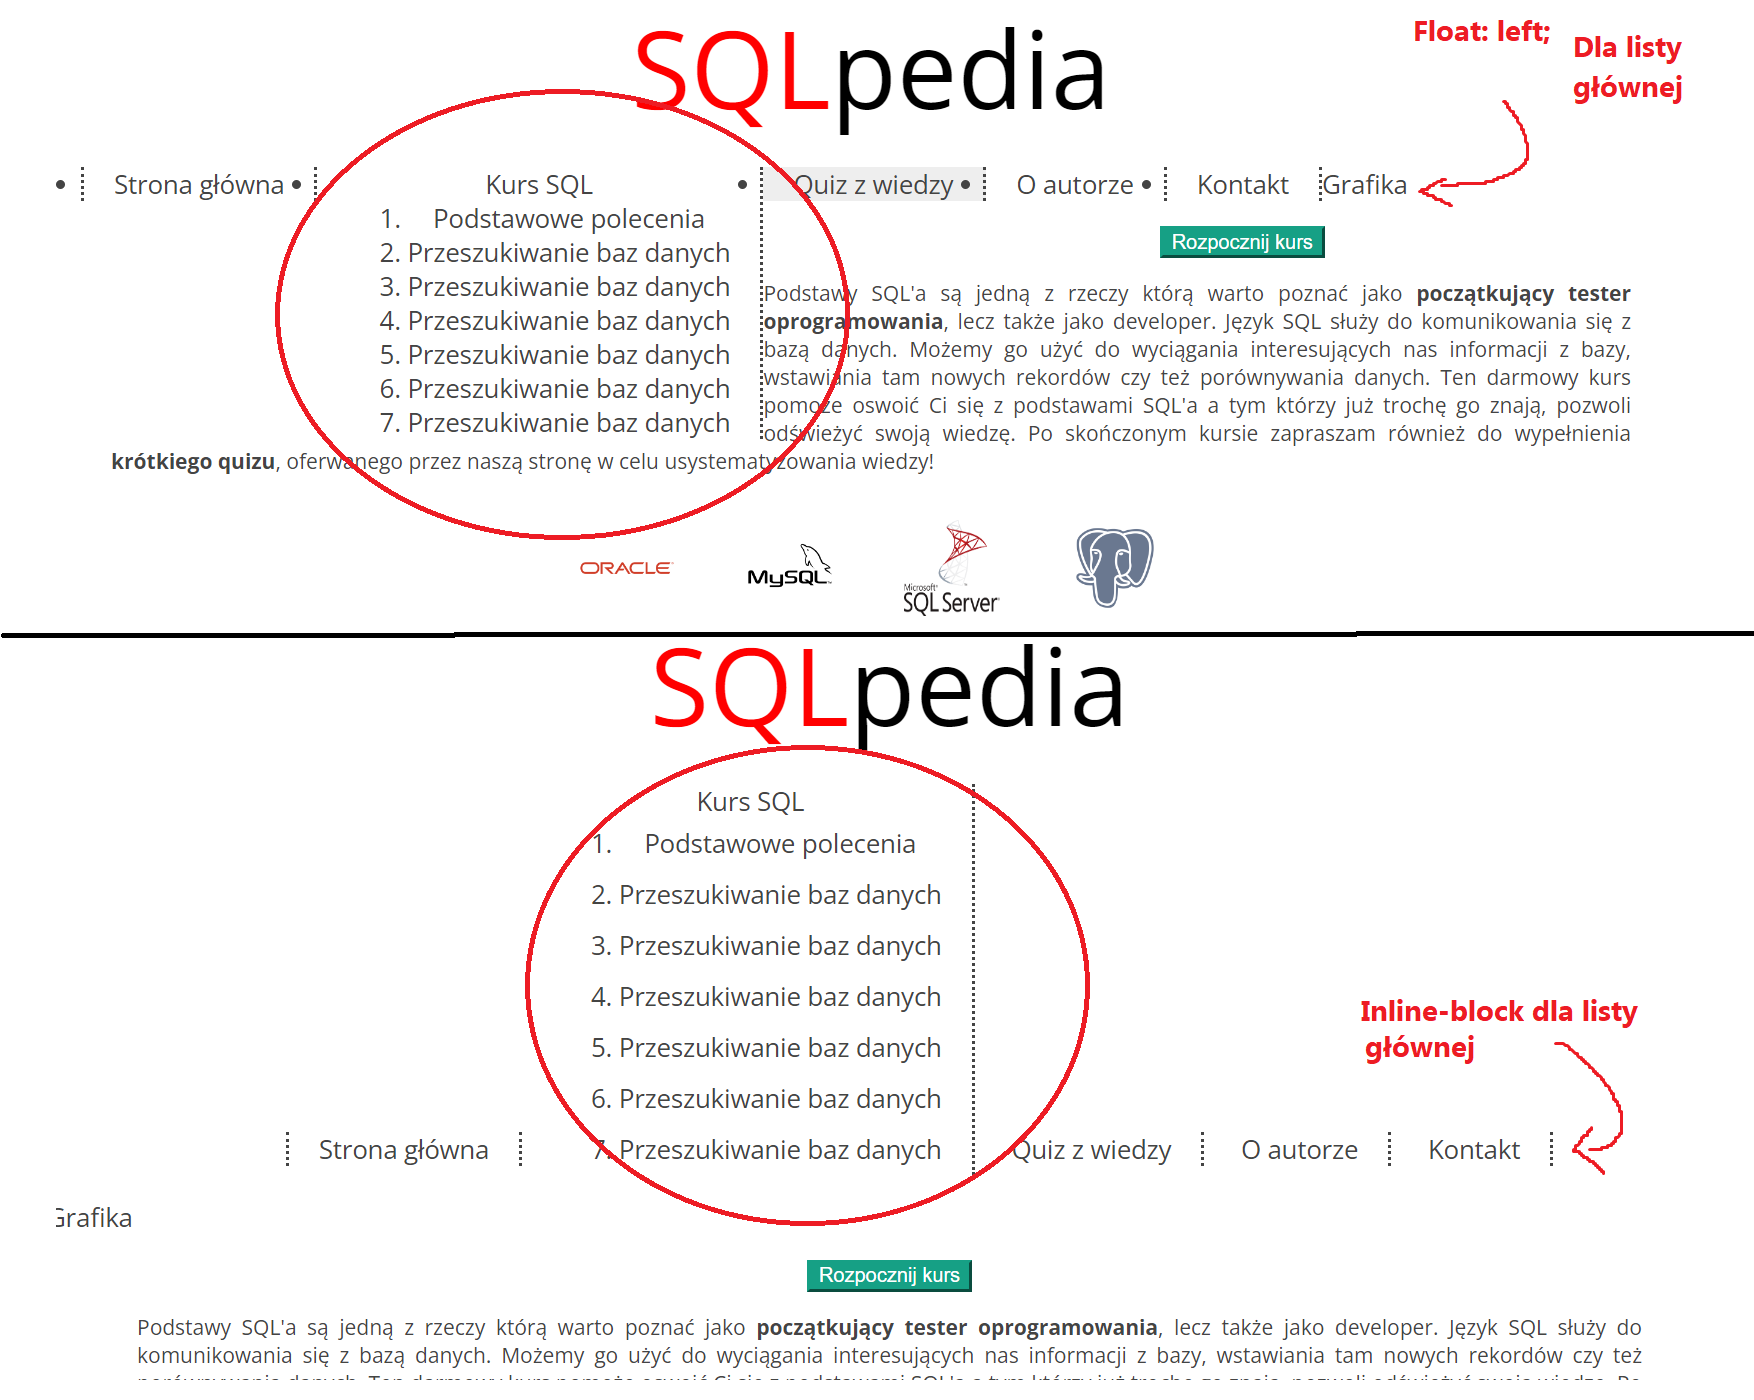 SQLpedia
Float: left;
Dla listy
głównej
Strona główna
Kurs SQL
Quiz z wiedzy
O autorze
Kontakt
Grafika
1. Podstawowe polecenia
2. Przeszukiwanie baz danych
3. Przeszukiwanie baz danych
4. Przeszukiwanie baz danych
5. Przeszukiwanie baz danych
6. Przeszukiwanie baz danych
7. Przeszukiwanie baz danych
Rozpocznij kurs
Podstawy SQL'a są jedną z rzeczy którą warto poznać jako początkujący tester
oprogramowania, lecz także jako developer. Język SQL służy do komunikowania się z
bazą danych. Możemy go użyć do wyciągania interesujących nas informacji z bazy,
wstawiania tam nowych rekordów czy też porównywania danych. Ten darmowy kurs
pomoże oswoić Ci się z podstawami SQL'a a tym którzy już trochę go znają, pozwoli
odświeżyć swoją wiedzę. Po skończonym kursie zapraszam również do wypełnienia
krótkiego quizu, oferwanego przez naszą stronę w celu usystematyzowania wiedzy!
ORACLE
MySQL
Microsoft
SQL Server
SQLpedia
Kurs SQL
1. Podstawowe polecenia
2. Przeszukiwanie baz danych
3. Przeszukiwanie baz danych
4. Przeszukiwanie baz danych
5. Przeszukiwanie baz danych
6. Przeszukiwanie baz danych
7. Przeszukiwanie baz danych
Inline-block dla listy
głównej
Strona główna
Quiz z wiedzy
O autorze
Kontakt
Grafika
Rozpocznij kurs
Podstawy SQL'a są jedną z rzeczy którą warto poznać jako początkujący tester oprogramowania, lecz także jako developer. Język SQL służy do
komunikowania się z bazą danych. Możemy go użyć do wyciągania interesujących nas informacji z bazy, wstawiania tam nowych rekordów czy też